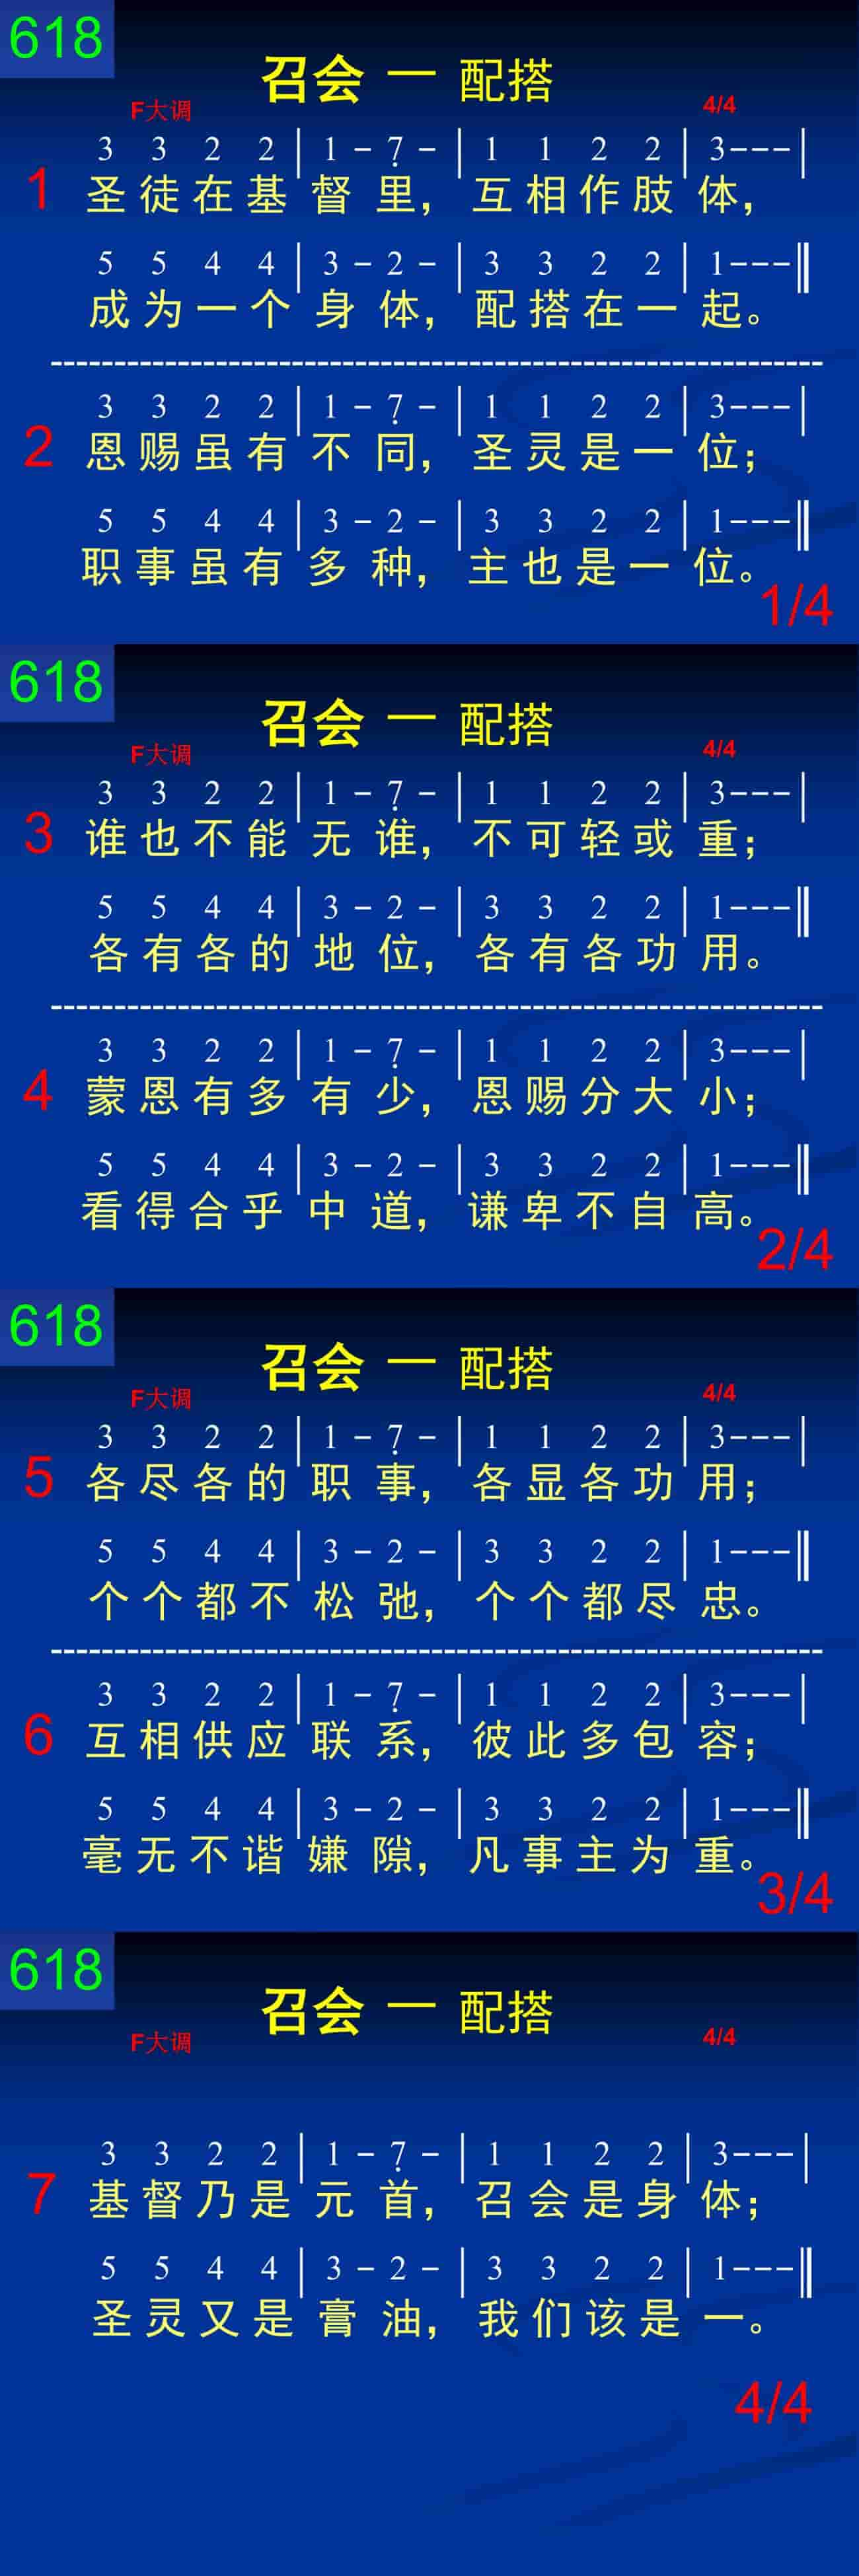 618
召会 一 配搭
F大调 4/4
3 3 2 2 | 1 - 7̣ - | 1 1 2 2 | 3--- |
1 圣徒在基督里，互相作肢体，
5 5 4 4 | 3 - 2 - | 3 3 2 2 | 1--- ‖
成为一个身体，配搭在一起。
3 3 2 2 | 1 - 7̣ - | 1 1 2 2 | 3--- |
2 恩赐虽有不同，圣灵是一位；
5 5 4 4 | 3 - 2 - | 3 3 2 2 | 1--- ‖
职事虽有多种，主也是一位。
1/4
618
召会 一 配搭
F大调 4/4
3 3 2 2 | 1 - 7̣ - | 1 1 2 2 | 3--- |
3 谁也不能无谁，不可轻或重；
5 5 4 4 | 3 - 2 - | 3 3 2 2 | 1--- ‖
各有各的地位，各有各功用。
3 3 2 2 | 1 - 7̣ - | 1 1 2 2 | 3--- |
4 蒙恩有多有少，恩赐分大小；
5 5 4 4 | 3 - 2 - | 3 3 2 2 | 1--- ‖
看得合乎中道，谦卑不自高。
2/4
618
召会 一 配搭
F大调 4/4
3 3 2 2 | 1 - 7̣ - | 1 1 2 2 | 3--- |
5 各尽各的职事，各显各功用；
5 5 4 4 | 3 - 2 - | 3 3 2 2 | 1--- ‖
个个都不松弛，个个都尽忠。
3 3 2 2 | 1 - 7̣ - | 1 1 2 2 | 3--- |
6 互相供应联系，彼此多包容；
5 5 4 4 | 3 - 2 - | 3 3 2 2 | 1--- ‖
毫无不谐嫌隙，凡事主为重。
3/4
618
召会 一 配搭
F大调 4/4
3 3 2 2 | 1 - 7̣ - | 1 1 2 2 | 3--- |
7 基督乃是元首，召会是身体；
5 5 4 4 | 3 - 2 - | 3 3 2 2 | 1--- ‖
圣灵又是膏油，我们该是一。
4/4